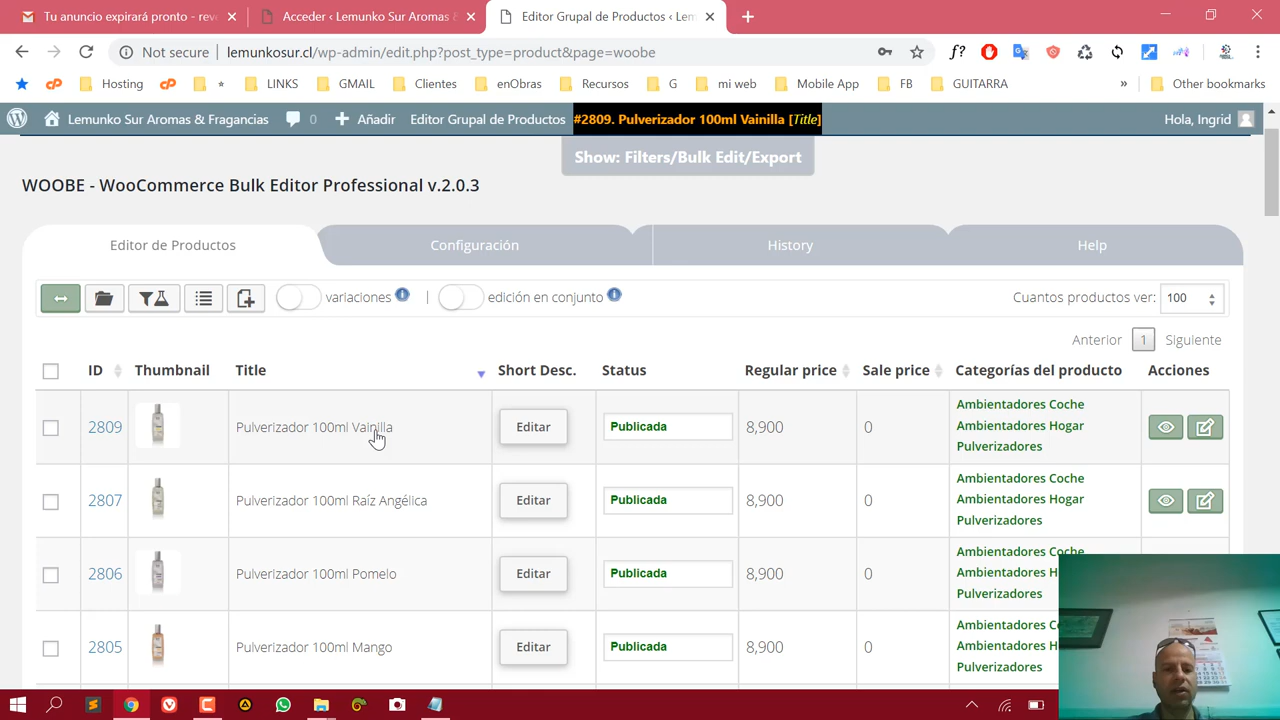 Tu anuncio expirará pronto - reve
Acceder ‹ Lemunko Sur Aromas &
Editor Grupal de Productos ‹ Lem
Not secure
lemunkosur.cl/wp-admin/edit.php?post_type=product&page=woobe
f?
Hosting
*
LINKS
GMAIL
Clientes
enObras
Recursos
G
mi web
Mobile App
FB
GUITARRA
»
Other bookmarks
Lemunko Sur Aromas & Fragancias
0
Añadir
Editor Grupal de Productos
#2809. Pulverizador 100ml Vainilla [Title]
Hola, Ingrid
Show: Filters/Bulk Edit/Export
WOOBE - WooCommerce Bulk Editor Professional v.2.0.3
Editor de Productos
Configuración
History
Help
variaciones
|
edición en conjunto
Cuantos productos ver:
100
Anterior
1
Siguiente
ID
Thumbnail
Title
Short Desc.
Status
Regular price
Sale price
Categorías del producto
Acciones
2809
Pulverizador 100ml Vainilla
Editar
Publicada
8,900
0
Ambientadores Coche
Ambientadores Hogar
Pulverizadores
2807
Pulverizador 100ml Raíz Angélica
Editar
Publicada
8,900
0
Ambientadores Coche
Ambientadores Hogar
Pulverizadores
2806
Pulverizador 100ml Pomelo
Editar
Publicada
8,900
0
Ambientadores Coche
Ambientadores H
Pulverizadores
2805
Pulverizador 100ml Mango
Editar
Publicada
8,900
0
Ambientadores Co
Ambientadores H
Pulverizadores